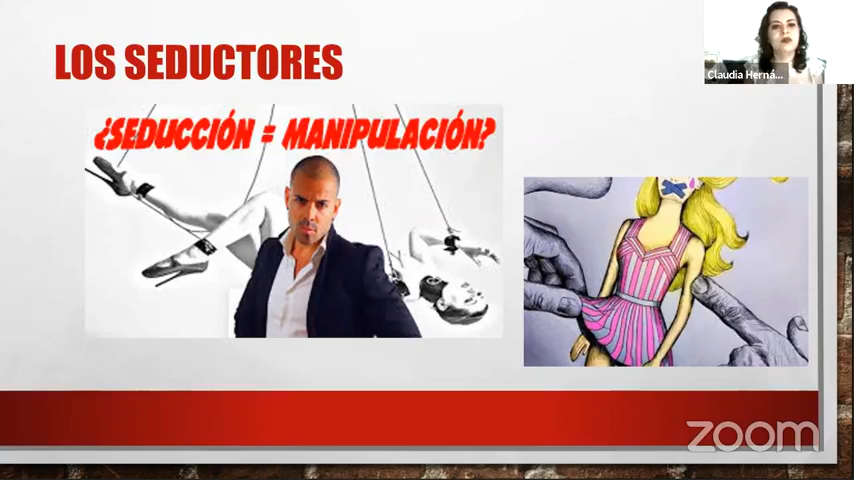 LOS SEDUCTORES
¿SEDUCCIÓN = MANIPULACIÓN?
Claudia Herná...
zoom